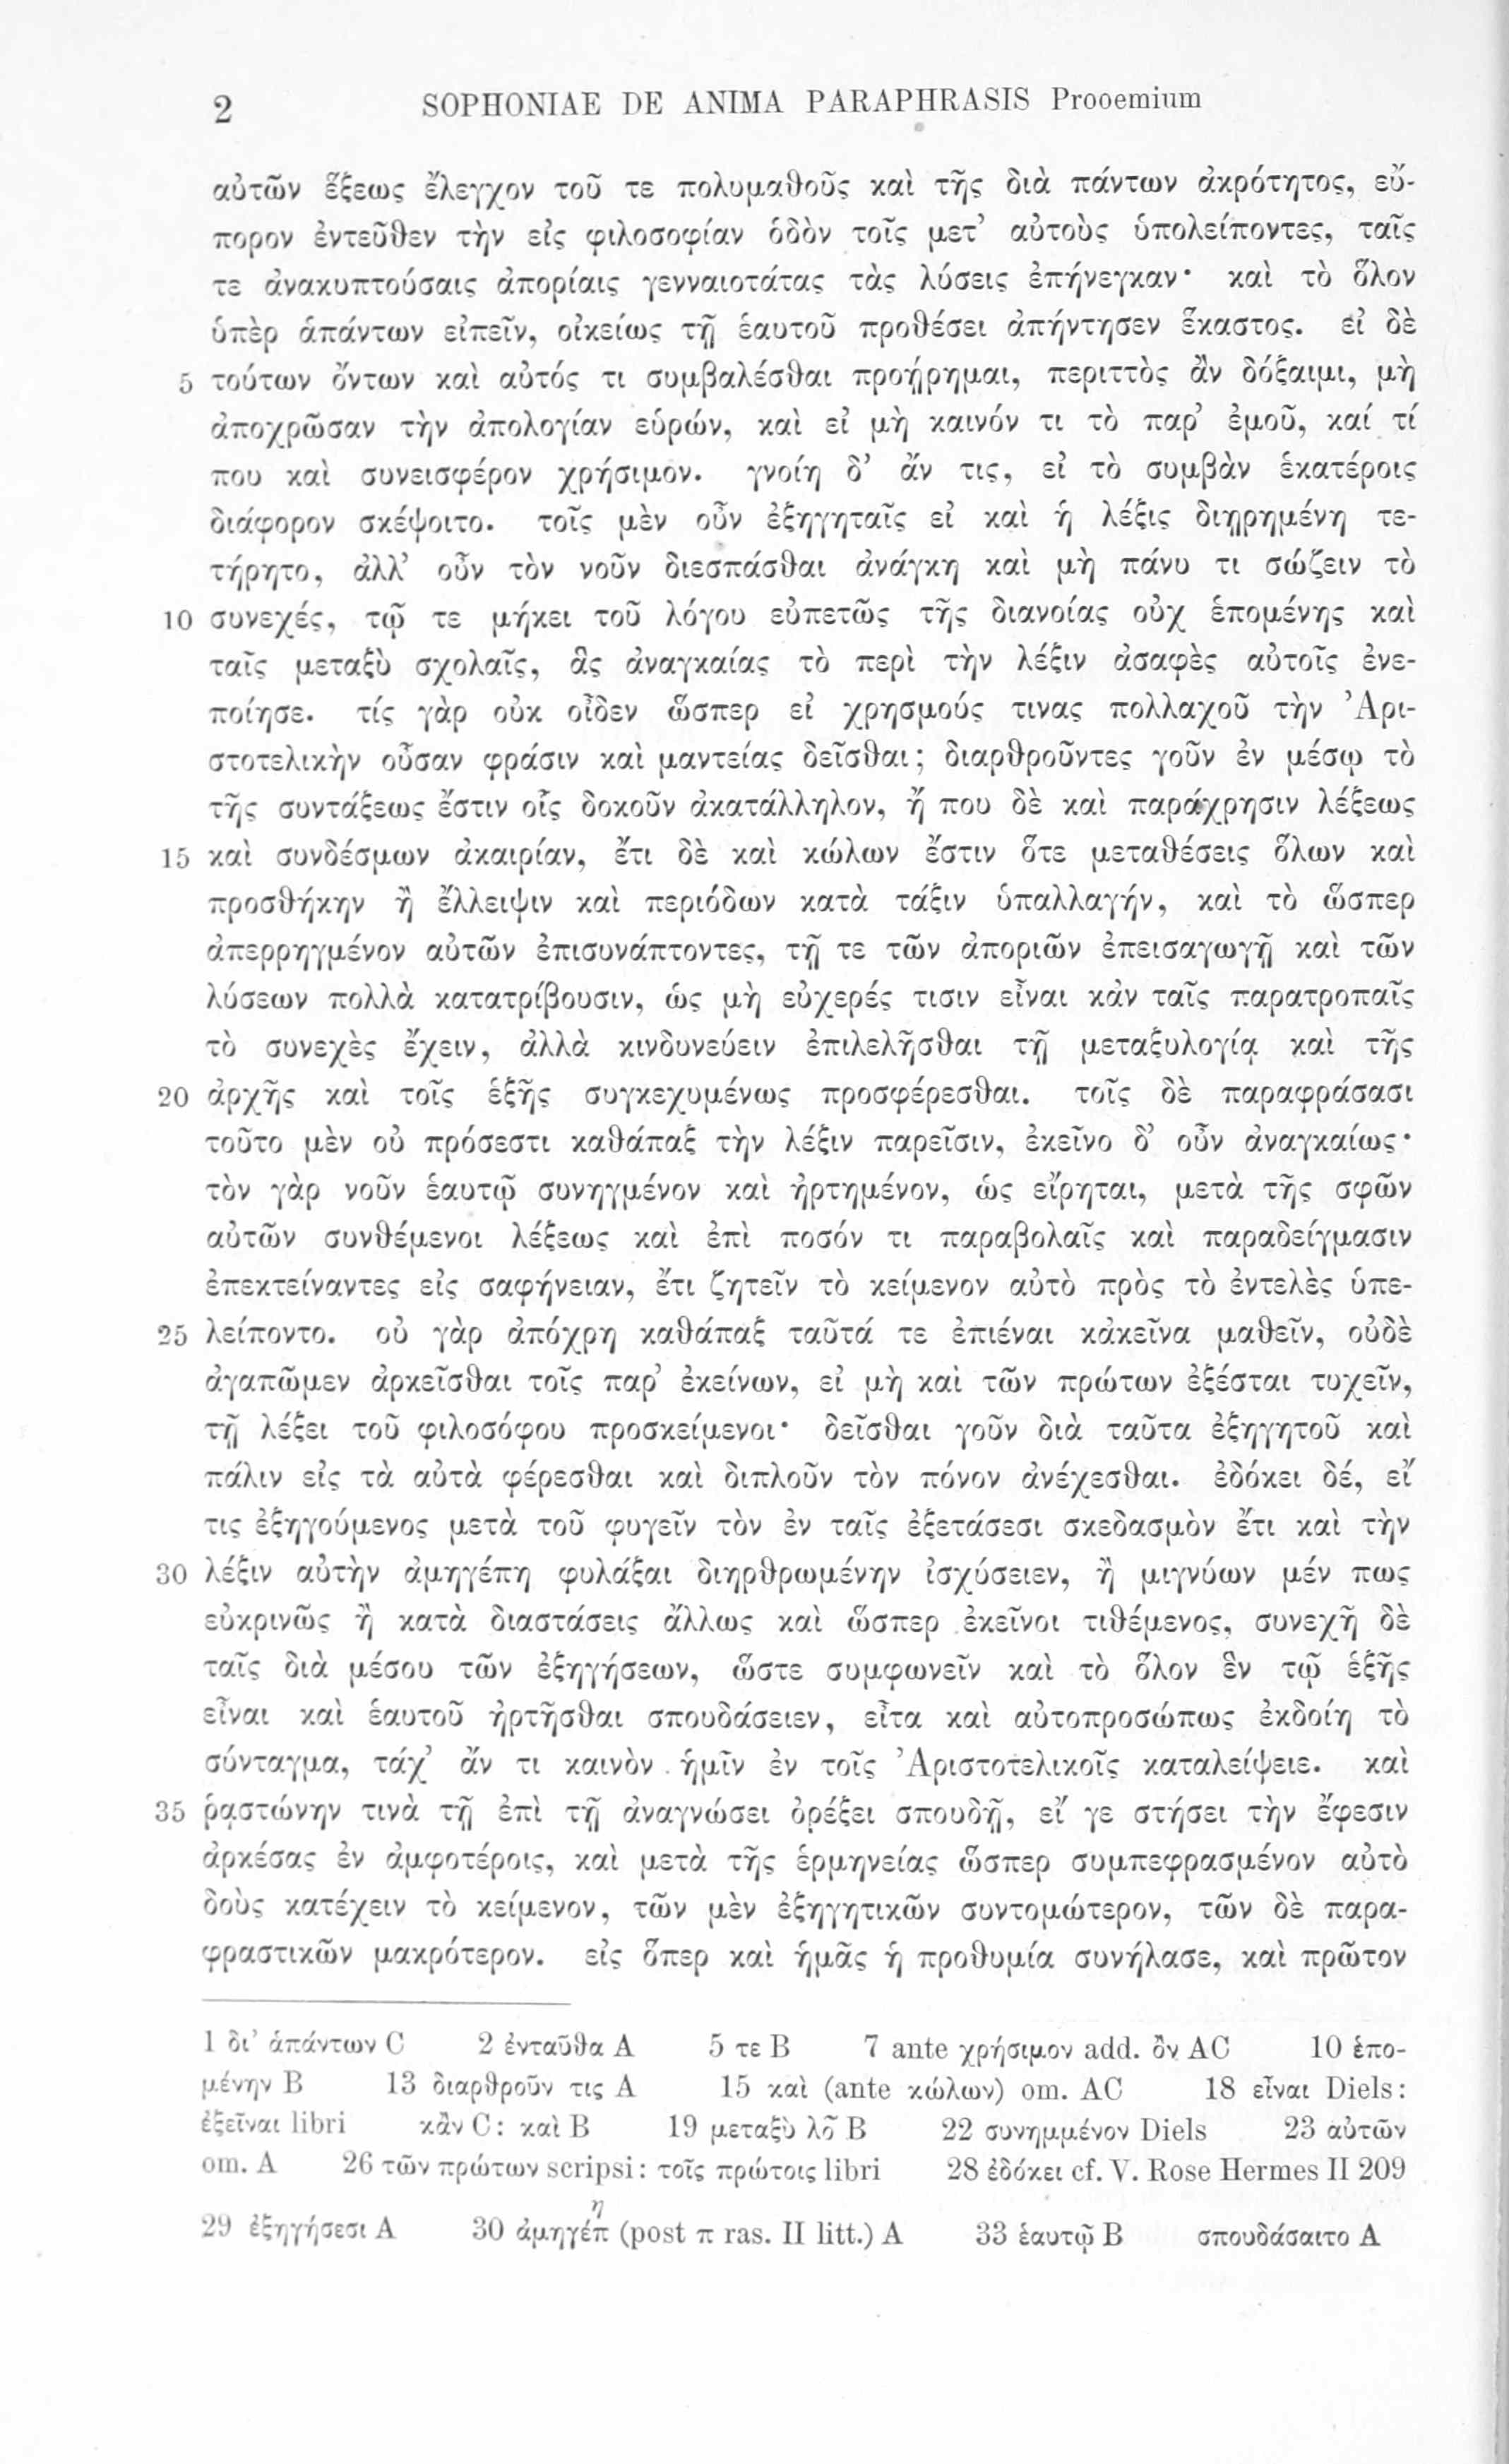 2 SOPHONIAE DE ANIMA PARAPHRASIS Prooemium
αὐτῶν ἕξεως ἔλεγχον τοῦ τε πολυμαθοῦς καὶ τῆς διὰ πάντων ἀκρότητος, εὔ-
πορον ἐντεῦθεν τὴν εἰς φιλοσοφίαν ὁδὸν τοῖς μετ’ αὐτοὺς ὑπολείποντες, ταῖς
τε ἀνακυπτούσαις ἀπορίαις γενναιοτάτας τὰς λύσεις ἐπήνεγκαν· καὶ τὸ ὅλον
ὑπὲρ ἁπάντων εἰπεῖν, οἰκείως τῇ ἑαυτοῦ προθέσει ἀπήντησεν ἕκαστος. εἰ δὲ
5 τούτων ὄντων καὶ αὐτός τι συμβαλέσθαι προῄρημαι, περιττὸς ἂν δόξαιμι, μὴ
ἀποχρῶσαν τὴν ἀπολογίαν εὑρών, καὶ εἰ μὴ καινόν τι τὸ παρ’ ἐμοῦ, καί τί
που καὶ συνεισφέρον χρήσιμον. γνοίη δ’ ἄν τις, εἰ τὸ συμβὰν ἑκατέροις
διάφορον σκέψοιτο. τοῖς μὲν οὖν ἐξηγηταῖς εἰ καὶ ἡ λέξις διῃρημένη τε-
τήρητο, ἀλλ’ οὖν τὸν νοῦν διεσπάσθαι ἀνάγκη καὶ μὴ πάνυ τι σώζειν τὸ
10 συνεχές, τῷ τε μήκει τοῦ λόγου εὐπετῶς τῆς διανοίας οὐχ ἑπομένης καὶ
ταῖς μεταξὺ σχολαῖς, ἃς ἀναγκαίας τὸ περὶ τὴν λέξιν ἀσαφὲς αὐτοῖς ἐνε-
ποίησε. τίς γὰρ οὐκ οἶδεν ὥσπερ εἰ χρησμούς τινας πολλαχοῦ τὴν Ἀρι-
στοτελικὴν οὖσαν φράσιν καὶ μαντείας δεῖσθαι; διαρθροῦντες γοῦν ἐν μέσῳ τὸ
τῆς συντάξεως ἔστιν οἷς δοκοῦν ἀκατάλληλον, ἤ που δὲ καὶ παράχρησιν λέξεως
15 καὶ συνδέσμων ἀκαιρίαν, ἔτι δὲ καὶ κώλων ἔστιν ὅτε μεταθέσεις ὅλων καὶ
προσθήκην ἢ ἔλλειψιν καὶ περιόδων κατὰ τάξιν ὑπαλλαγήν, καὶ τὸ ὥσπερ
ἀπερρηγμένον αὐτῶν ἐπισυνάπτοντες, τῇ τε τῶν ἀποριῶν ἐπεισαγωγῇ καὶ τῶν
λύσεων πολλὰ κατατρίβουσιν, ὡς μὴ εὐχερές τισιν εἶναι κἀν ταῖς παρατροπαῖς
τὸ συνεχὲς ἔχειν, ἀλλὰ κινδυνεύειν ἐπιλελῆσθαι τῇ μεταξυλογίᾳ καὶ τῆς
20 ἀρχῆς καὶ τοῖς ἑξῆς συγκεχυμένως προσφέρεσθαι. τοῖς δὲ παραφράσασι
τοῦτο μὲν οὐ πρόσεστι καθάπαξ τὴν λέξιν παρεῖσιν, ἐκεῖνο δ’ οὖν ἀναγκαίως·
τὸν γὰρ νοῦν ἑαυτῷ συνηγμένον καὶ ἠρτημένον, ὡς εἴρηται, μετὰ τῆς σφῶν
αὐτῶν συνθέμενοι λέξεως καὶ ἐπὶ ποσόν τι παραβολαῖς καὶ παραδείγμασιν
ἐπεκτείναντες εἰς σαφήνειαν, ἔτι ζητεῖν τὸ κείμενον αὐτὸ πρὸς τὸ ἐντελὲς ὑπε-
25 λείποντο. οὐ γὰρ ἀπόχρη καθάπαξ ταῦτά τε ἐπιέναι κἀκεῖνα μαθεῖν, οὐδὲ
ἀγαπῶμεν ἀρκεῖσθαι τοῖς παρ’ ἐκείνων, εἰ μὴ καὶ τῶν πρώτων ἐξέσται τυχεῖν,
τῇ λέξει τοῦ φιλοσόφου προσκείμενοι· δεῖσθαι γοῦν διὰ ταῦτα ἐξηγητοῦ καὶ
πάλιν εἰς τὰ αὐτὰ φέρεσθαι καὶ διπλοῦν τὸν πόνον ἀνέχεσθαι. ἐδόκει δέ, εἴ
τις ἐξηγούμενος μετὰ τοῦ φυγεῖν τὸν ἐν ταῖς ἐξετάσεσι σκεδασμὸν ἔτι καὶ τὴν
30 λέξιν αὐτὴν ἀμηγέπη φυλάξαι διηρθρωμένην ἰσχύσειεν, ἢ μιγνύων μέν πως
εὐκρινῶς ἢ κατὰ διαστάσεις ἄλλως καὶ ὥσπερ ἐκεῖνοι τιθέμενος, συνεχῆ δὲ
ταῖς διὰ μέσου τῶν ἐξηγήσεων, ὥστε συμφωνεῖν καὶ τὸ ὅλον ἓν τῷ ἑξῆς
εἶναι καὶ ἑαυτοῦ ἠρτῆσθαι σπουδάσειεν, εἶτα καὶ αὐτοπροσώπως ἐκδοίη τὸ
σύνταγμα, τάχ’ ἄν τι καινὸν ἡμῖν ἐν τοῖς Ἀριστοτελικοῖς καταλείψειε. καὶ
35 ῥᾳστώνην τινὰ τῇ ἐπὶ τῇ ἀναγνώσει ὀρέξει σπουδῇ, εἴ γε στήσει τὴν ἔφεσιν
ἀρκέσας ἐν ἀμφοτέροις, καὶ μετὰ τῆς ἑρμηνείας ὥσπερ συμπεφρασμένον αὐτὸ
δοὺς κατέχειν τὸ κείμενον, τῶν μὲν ἐξηγητικῶν συντομώτερον, τῶν δὲ παρα-
φραστικῶν μακρότερον. εἰς ὅπερ καὶ ἡμᾶς ἡ προθυμία συνήλασε, καὶ πρῶτον
1 δι’ ἁπάντων C 2 ἐνταῦθα A 5 τε B 7 ante χρήσιμον add. ὂν AC 10 ἑπο-
μένην B 13 διαρθροῦν τις A 15 καὶ (ante κώλων) om. AC 18 εἶναι Diels:
ἐξεῖναι libri κἂν C: καὶ B 19 μεταξὺ λο͂ B 22 συνημμένον Diels 23 αὐτῶν
om. A 26 τῶν πρώτων scripsi: τοῖς πρώτοις libri 28 ἐδόκει cf. V. Rose Hermes II 209
29 ἐξηγήσεσι A 30 ἀμηγέπ̂η (post π ras. II litt.) A 33 ἑαυτῷ B σπουδάσαιτο A